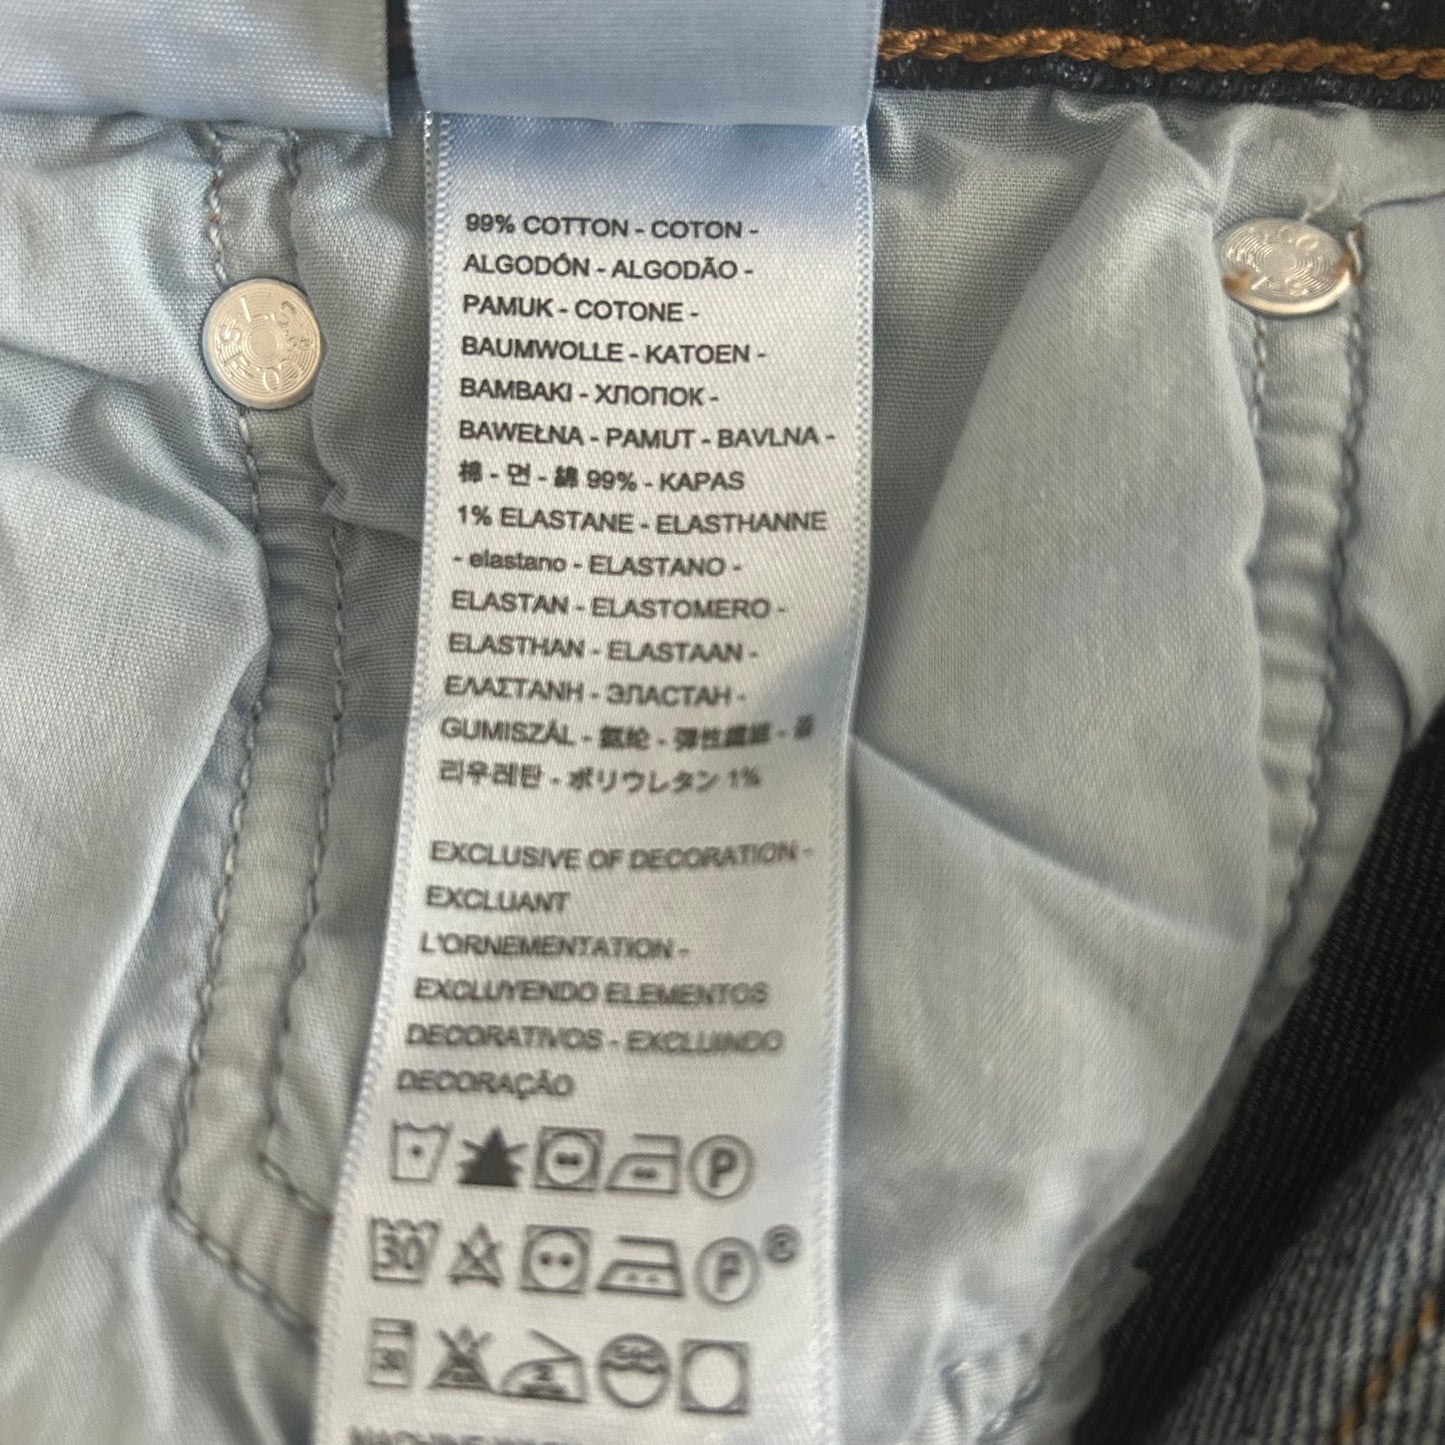 99% COTTON - COTON -
ALGODÓN - ALGODÃO -
PAMUK - COTONE -
BAUMWOLLE - KATOEN -
BAMBAKI - ХЛОПОК -
BAWEŁNA - PAMUT - BAVLNA -
棉 - 면 - 綿 99% - KAPAS
1% ELASTANE - ELASTHANNE
- elastano - ELASTANO -
ELASTAN - ELASTOMERO -
ELASTHAN - ELASTAAN -
ΕΛΑΣΤΑΝΗ - ЭЛАСТАН -
GUMISZÁL - 氨纶 - 彈性纖維 - 폴
리우레탄 - ポリウレタン 1%
EXCLUSIVE OF DECORATION -
EXCLUANT
L'ORNEMENTATION -
EXCLUYENDO ELEMENTOS
DECORATIVOS - EXCLUINDO
DECORAÇÃO
P
30 P ®
30